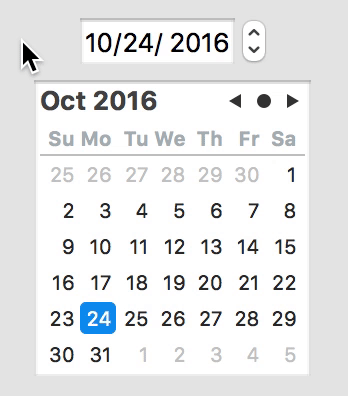 10/24/ 2016
Oct 2016
Su Mo Tu We Th Fr Sa
25 26 27 28 29 30 1
2 3 4 5 6 7 8
9 10 11 12 13 14 15
16 17 18 19 20 21 22
23 24 25 26 27 28 29
30 31 1 2 3 4 5